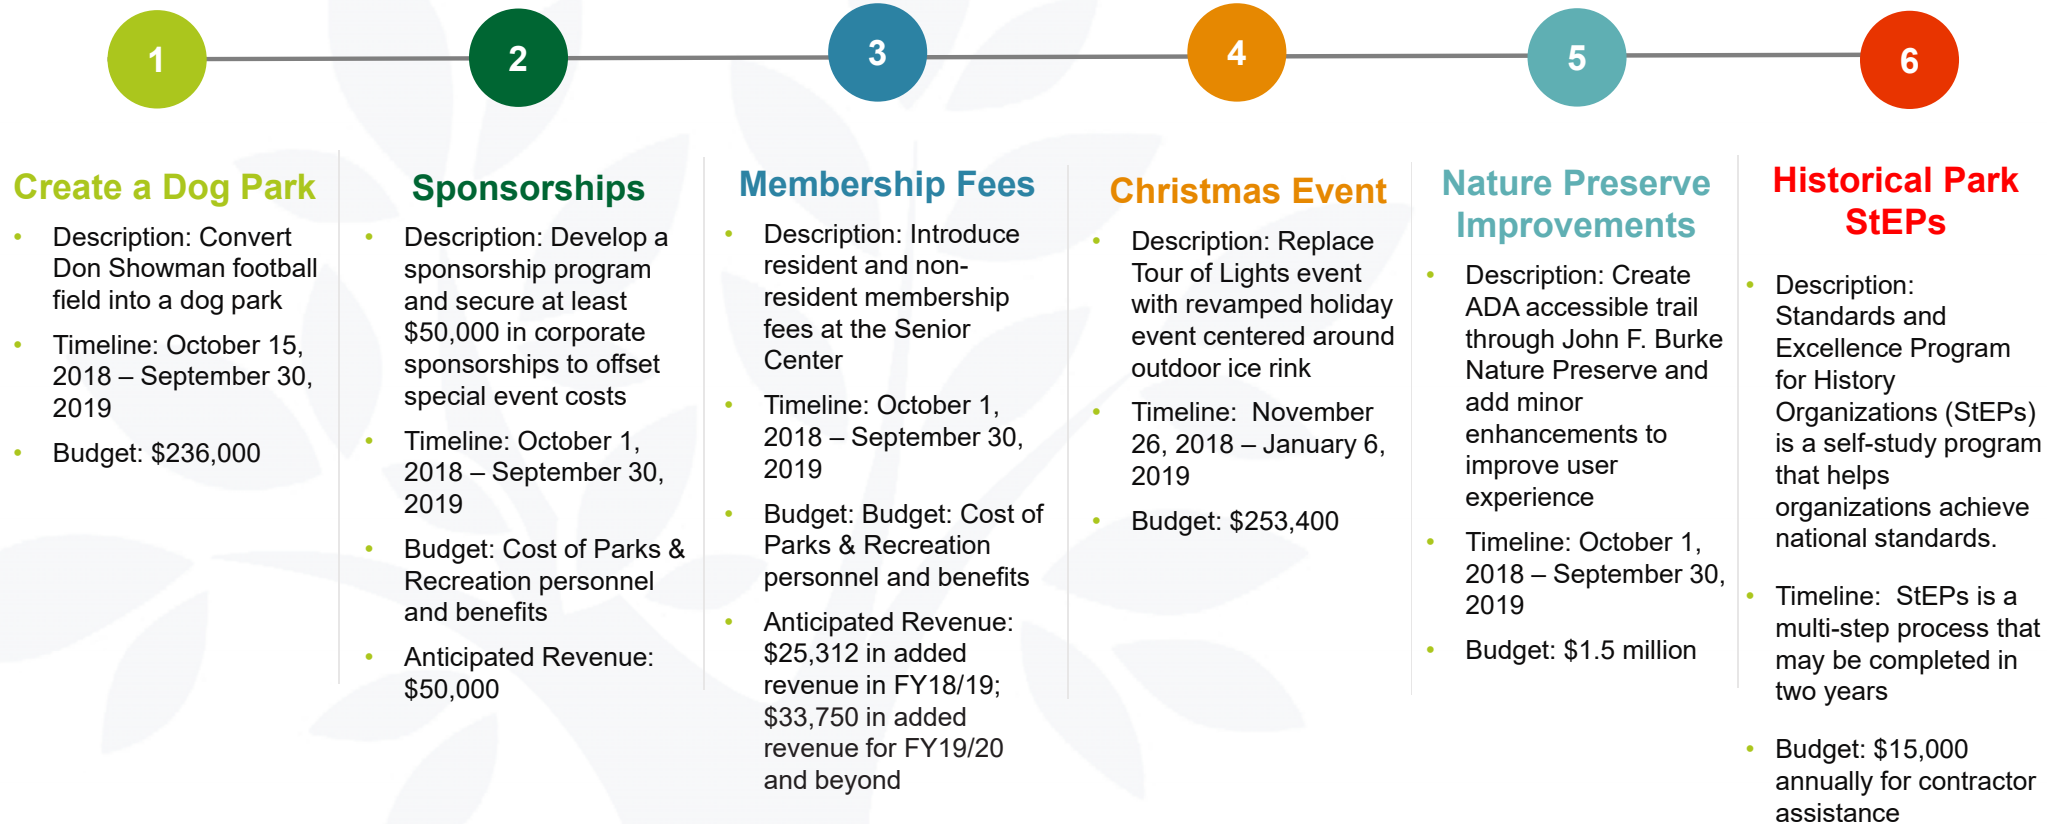 1
2
3
4
5
6
Create a Dog Park
• Description: Convert
Don Showman football
field into a dog park
• Timeline: October 15,
2018 – September 30,
2019
• Budget: $236,000
Sponsorships
• Description: Develop a
sponsorship program
and secure at least
$50,000 in corporate
sponsorships to offset
special event costs
• Timeline: October 1,
2018 – September 30,
2019
• Budget: Cost of Parks &
Recreation personnel
and benefits
• Anticipated Revenue:
$50,000
Membership Fees
• Description: Introduce
resident and non-
resident membership
fees at the Senior
Center
• Timeline: October 1,
2018 – September 30,
2019
• Budget: Budget: Cost of
Parks & Recreation
personnel and benefits
• Anticipated Revenue:
$25,312 in added
revenue in FY18/19;
$33,750 in added
revenue for FY19/20
and beyond
Christmas Event
• Description: Replace
Tour of Lights event
with revamped holiday
event centered around
outdoor ice rink
• Timeline:  November
26, 2018 – January 6,
2019
• Budget: $253,400
Nature Preserve
Improvements
• Description: Create
ADA accessible trail
through John F. Burke
Nature Preserve and
add minor
enhancements to
improve user
experience
• Timeline: October 1,
2018 – September 30,
2019
• Budget: $1.5 million
Historical Park
StEPs
• Description:
Standards and
Excellence Program
for History
Organizations (StEPs)
is a self-study program
that helps
organizations achieve
national standards.
• Timeline:  StEPs is a
multi-step process that
may be completed in
two years
• Budget: $15,000
annually for contractor
assistance